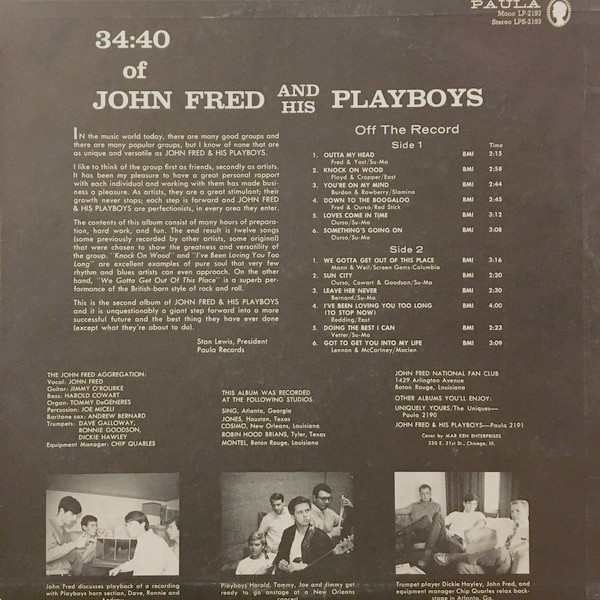 PAULA
Mono LP-2193
Stereo LPS-2193
34:40
of
JOHN FRED AND HIS PLAYBOYS
IN the music world today, there are many good groups and
there are many popular groups, but I know of none that are
as unique and versatile as JOHN FRED & HIS PLAYBOYS.
I like to think of the group first as friends, secondly as artists.
It has been my pleasure to have a great personal rapport
with each individual and working with them has made busi-
ness a pleasure. As artists, they are a great stimulant; their
growth never stops; each step is forward and JOHN FRED
& HIS PLAYBOYS are perfectionists, in every area they enter.
The contents of this album consist of many hours of prepara-
tion, hard work, and fun. The end result is twelve songs
(some previously recorded by other artists, some original)
that were chosen to show the greatness and versatility of
the group. "Knock On Wood" and "I've Been Loving You Too
Long" are excellent examples of pure soul that very few
rhythm and blues artists can even approach. On the other
hand, "We Gotta Get Out Of This Place" is a superb per-
formance of the British-born style of rock and roll.
This is the second album of JOHN FRED & HIS PLAYBOYS
and it is unquestionably a giant step forward into a more
successful future and the best thing they have ever done
(except what they're about to do).
Stan Lewis, President
Paula Records
Off The Record
Side 1
Time
1. OUTTA MY HEAD BMI 2:15
Fred & Yost/Su-Ma
2. KNOCK ON WOOD BMI 2:58
Floyd & Cropper/East
3. YOU'RE ON MY MIND BMI 2:44
Burdon & Rawberry/Slamina
4. DOWN TO THE BOOGALOO BMI 2:45
Fred & Ourso/Red Stick
5. LOVES COME IN TIME BMI 3:12
Ourso/Su-Ma
6. SOMETHING'S GOING ON BMI 3:08
Ourso/Su-Ma
Side 2
1. WE GOTTA GET OUT OF THIS PLACE BMI 3:16
Mann & Weil/Screen Gems-Columbia
2. SUN CITY BMI 2:20
Ourso, Cowart & Goodson/Su-Ma
3. LEAVE HER NEVER BMI 2:30
Bernard/Su-Ma
4. I'VE BEEN LOVING YOU TOO LONG BMI 4:00
(TO STOP NOW)
Redding/East
5. DOING THE BEST I CAN BMI 2:23
Vetter/Su-Ma
6. GOT TO GET YOU INTO MY LIFE BMI 3:09
Lennon & McCartney/Maclen
THE JOHN FRED AGGREGATION:
Vocal: JOHN FRED
Guitar: JIMMY O'ROURKE
Bass: HAROLD COWART
Organ: TOMMY DeGENERES
Percussion: JOE MICELI
Baritone sax: ANDREW BERNARD
Trumpets: DAVE GALLOWAY,
RONNIE GOODSON,
DICKIE HAWLEY
Equipment Manager: CHIP QUARLES
THIS ALBUM WAS RECORDED
AT THE FOLLOWING STUDIOS:
SING, Atlanta, Georgia
JONES, Houston, Texas
COSIMO, New Orleans, Louisiana
ROBIN HOOD BRIANS, Tyler, Texas
MONTEL, Baton Rouge, Louisiana
JOHN FRED NATIONAL FAN CLUB
1429 Arlington Avenue
Baton Rouge, Louisiana
OTHER ALBUMS YOU'LL ENJOY:
UNIQUELY YOURS/The Uniques—
Paula 2190
JOHN FRED & HIS PLAYBOYS—Paula 2191
Cover by MAR KEN ENTERPRISES
320 E. 21st St., Chicago, Ill.
John Fred discusses playback of a recording
with Playboys horn section, Dave, Ronnie and
Playboys Harold, Tommy, Joe and Jimmy get
ready to go onstage at a New Orleans
concert.
Trumpet player Dickie Hayley, John Fred, and
equipment manager Chip Quarles relax back-
stage in Atlanta, Ga.